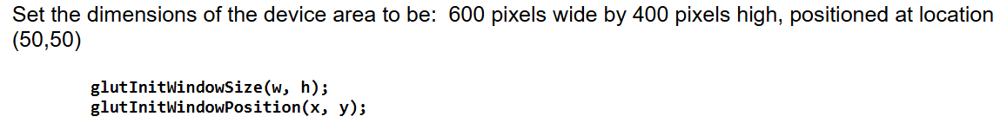 Set the dimensions of the device area to be:  600 pixels wide by 400 pixels high, positioned at location
(50,50)
glutInitWindowSize(w, h);
glutInitWindowPosition(x, y);